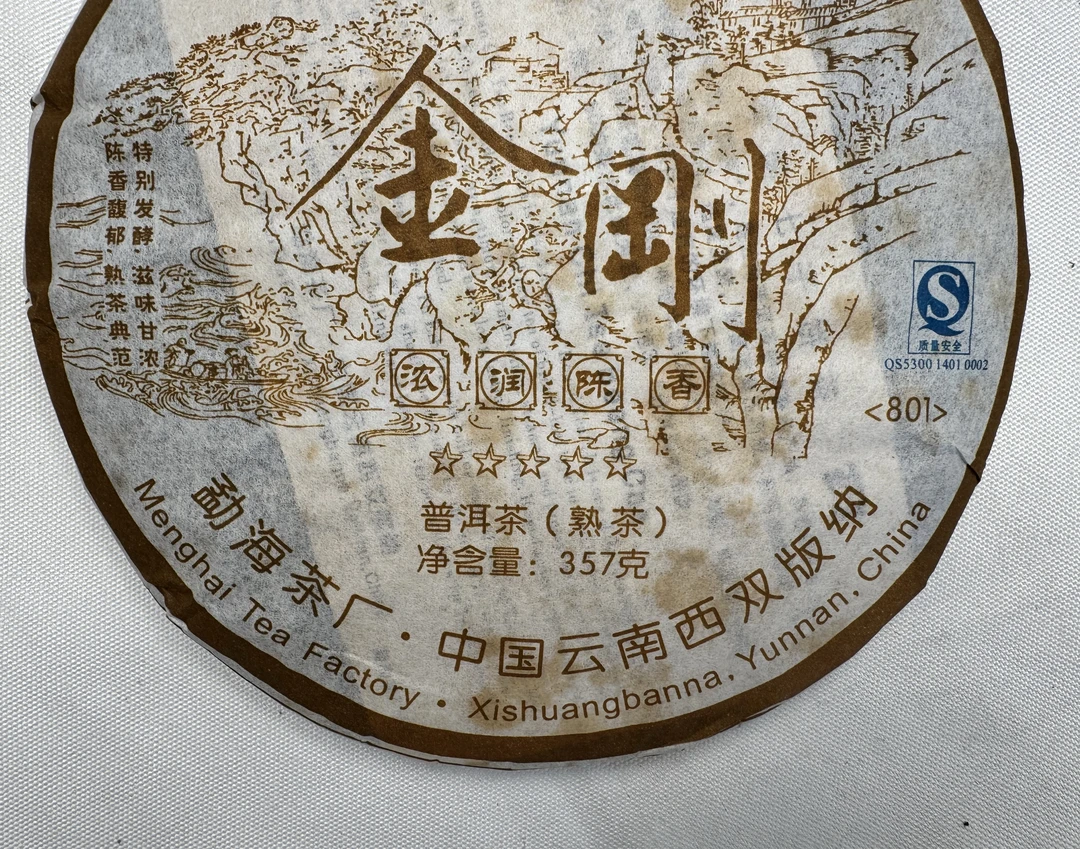 金刚
特别发酵 兹味甘浓
陈香馥郁 熟茶典范
质量安全
QS5300 1401 0002
浓润陈香
<801>
普洱茶（熟茶）
净含量：357克
勐海茶厂·中国云南西双版纳
Menghai Tea Factory • Xishuangbanna, Yunnan, China